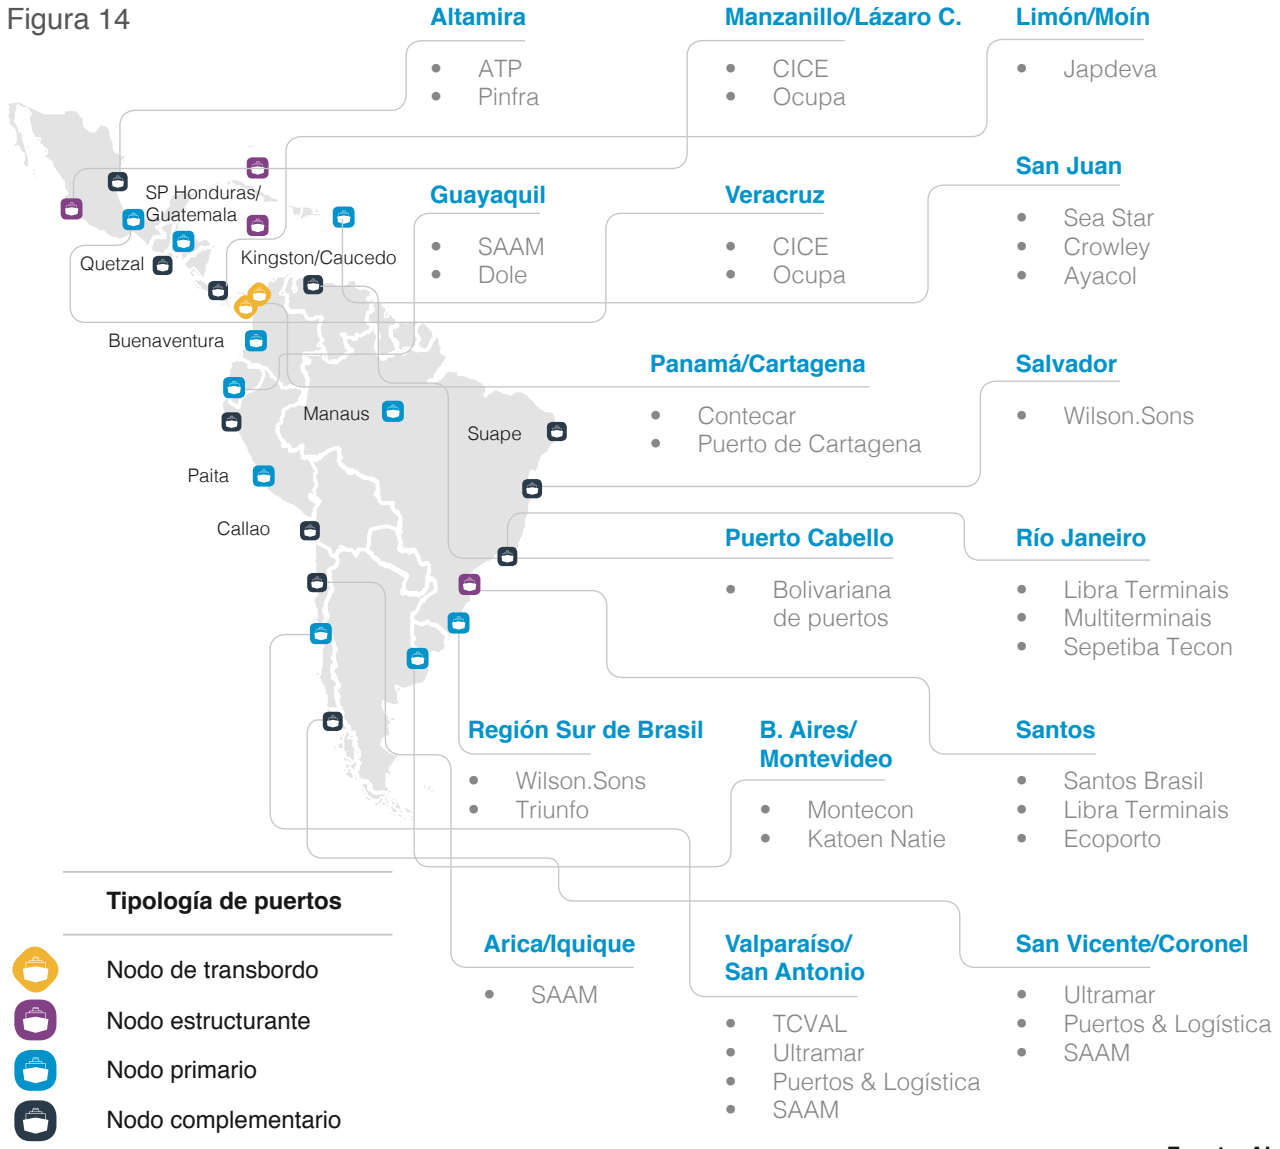 Figura 14
Altamira
• ATP
• Pinfra
Manzanillo/Lázaro C.
• CICE
• Ocupa
Limón/Moín
• Japdeva
San Juan
• Sea Star
• Crowley
• Ayacol
Guayaquil
• SAAM
• Dole
Veracruz
• CICE
• Ocupa
SP Honduras/
Guatemala
Quetzal
Kingston/Caucedo
Buenaventura
Manaus
Suape
Paita
Callao
Panamá/Cartagena
• Contecar
• Puerto de Cartagena
Salvador
• Wilson.Sons
Puerto Cabello
• Bolivariana
de puertos
Río Janeiro
• Libra Terminais
• Multiterminais
• Sepetiba Tecon
Región Sur de Brasil
• Wilson.Sons
• Triunfo
B. Aires/
Montevideo
• Montecon
• Katoen Natie
Santos
• Santos Brasil
• Libra Terminais
• Ecoporto
Arica/Iquique
• SAAM
Valparaíso/
San Antonio
• TCVAL
• Ultramar
• Puertos & Logística
• SAAM
San Vicente/Coronel
• Ultramar
• Puertos & Logística
• SAAM
Tipología de puertos
Nodo de transbordo
Nodo estructurante
Nodo primario
Nodo complementario